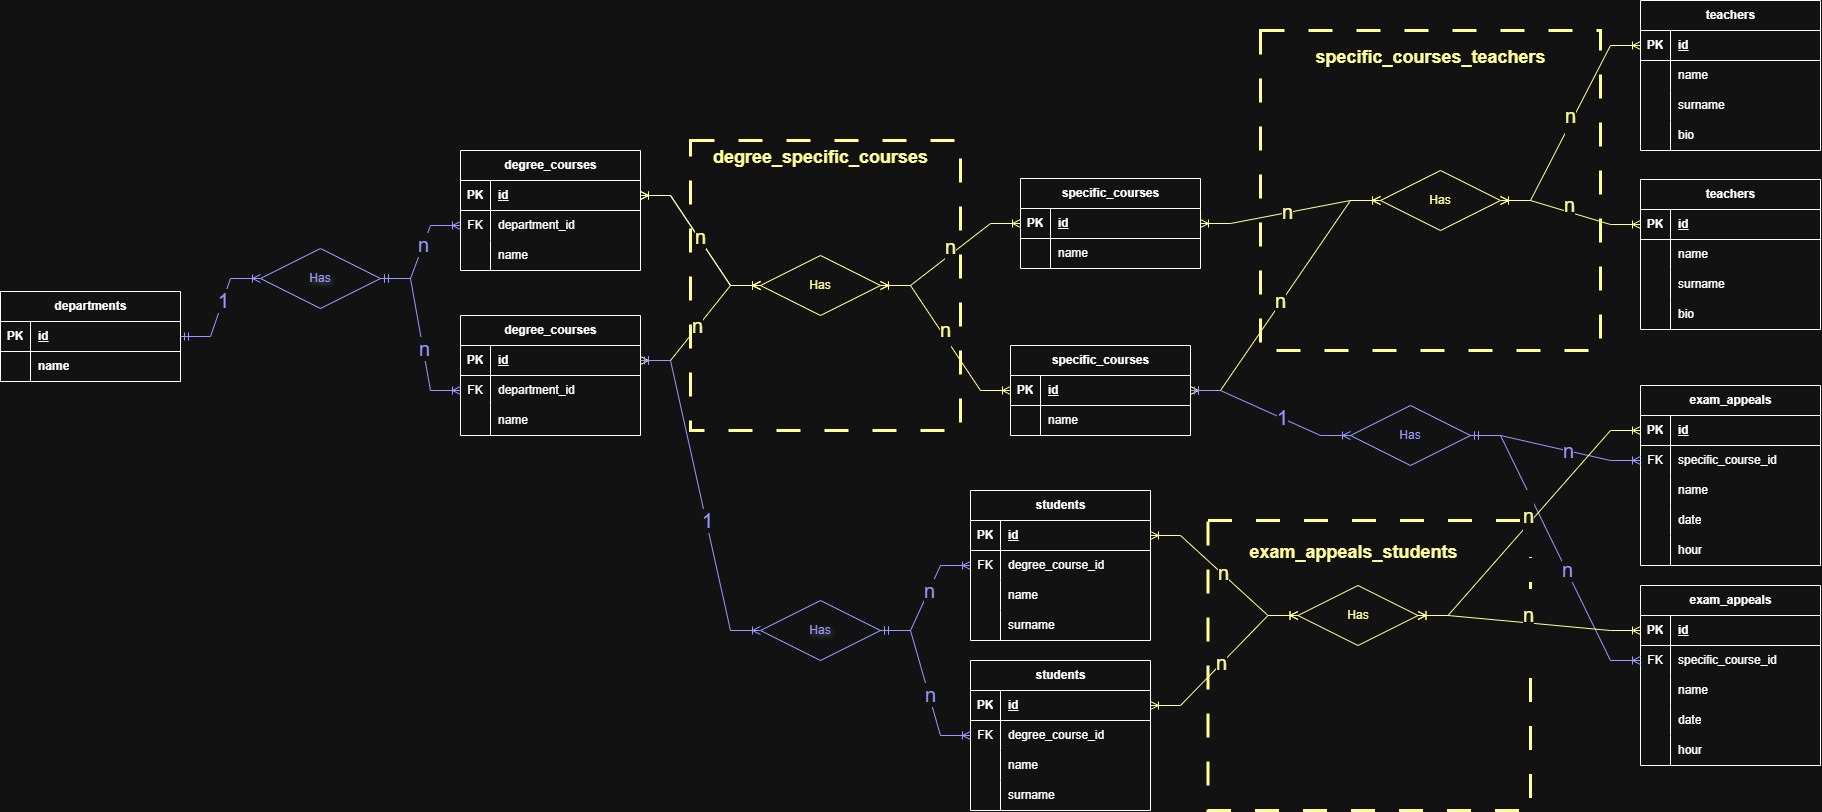 departments
PK id
name
1
Has
n
n
degree_courses
PK id
FK department_id
name
degree_courses
PK id
FK department_id
name
degree_specific_courses
n
n
Has
n
n
1
Has
n
n
specific_courses
PK id
name
specific_courses
PK id
name
students
PK id
FK degree_course_id
name
surname
students
PK id
FK degree_course_id
name
surname
specific_courses_teachers
n
n
Has
n
n
1
Has
n
n
exam_appeals_students
n
n
Has
n
n
teachers
PK id
name
surname
bio
teachers
PK id
name
surname
bio
exam_appeals
PK id
FK specific_course_id
name
date
hour
exam_appeals
PK id
FK specific_course_id
name
date
hour